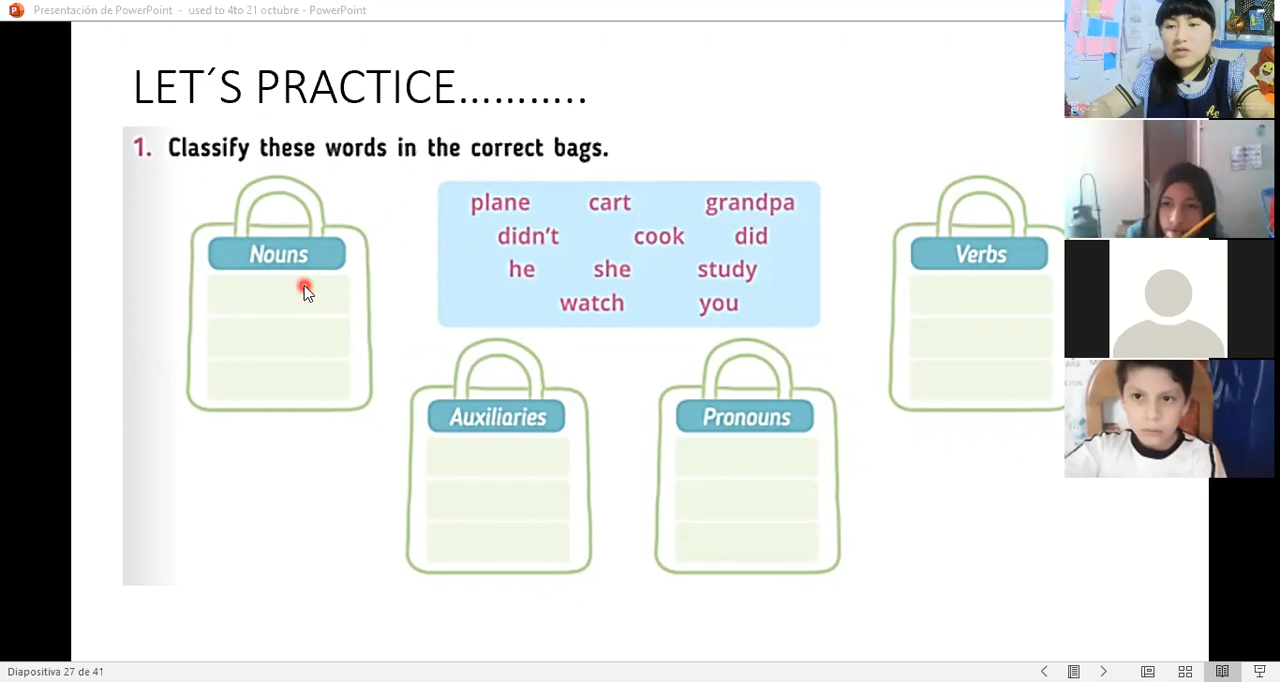 Presentación de PowerPoint - used to 4to 21 octubre - PowerPoint
LET´S PRACTICE...........
1. Classify these words in the correct bags.
plane cart grandpa
didn't cook did
he she study
watch you
Nouns
Verbs
Auxiliaries
Pronouns
Diapositiva 27 de 41